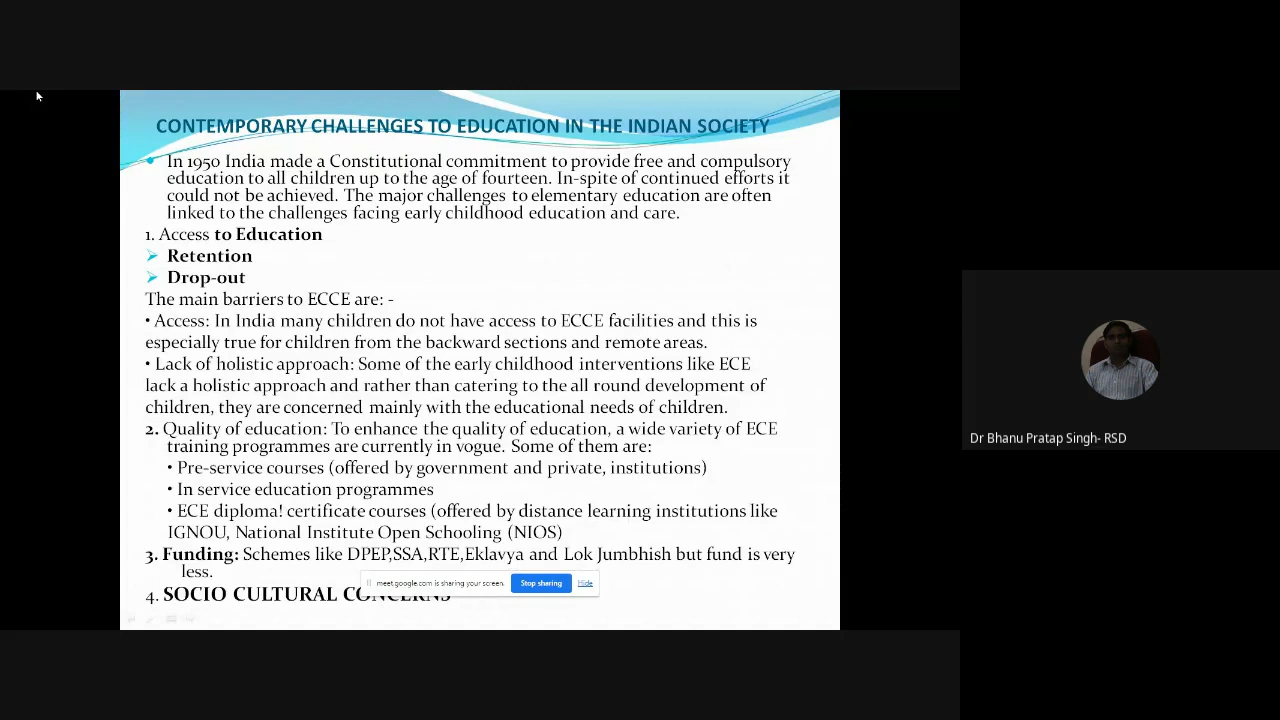 CONTEMPORARY CHALLENGES TO EDUCATION IN THE INDIAN SOCIETY
• In 1950 India made a Constitutional commitment to provide free and compulsory
education to all children up to the age of fourteen. In-spite of continued efforts it
could not be achieved. The major challenges to elementary education are often
linked to the challenges facing early childhood education and care.
1. Access to Education
➢ Retention
➢ Drop-out
The main barriers to ECCE are: -
• Access: In India many children do not have access to ECCE facilities and this is
especially true for children from the backward sections and remote areas.
• Lack of holistic approach: Some of the early childhood interventions like ECE
lack a holistic approach and rather than catering to the all round development of
children, they are concerned mainly with the educational needs of children.
2. Quality of education: To enhance the quality of education, a wide variety of ECE
training programmes are currently in vogue. Some of them are:
• Pre-service courses (offered by government and private, institutions)
• In service education programmes
• ECE diploma! certificate courses (offered by distance learning institutions like
IGNOU, National Institute Open Schooling (NIOS)
3. Funding: Schemes like DPEP,SSA,RTE,Eklavya and Lok Jumbhish but fund is very
less.
meet.google.com is sharing your screen. Stop sharing Hide
4. SOCIO CULTURAL CONCERNS
Dr Bhanu Pratap Singh- RSD